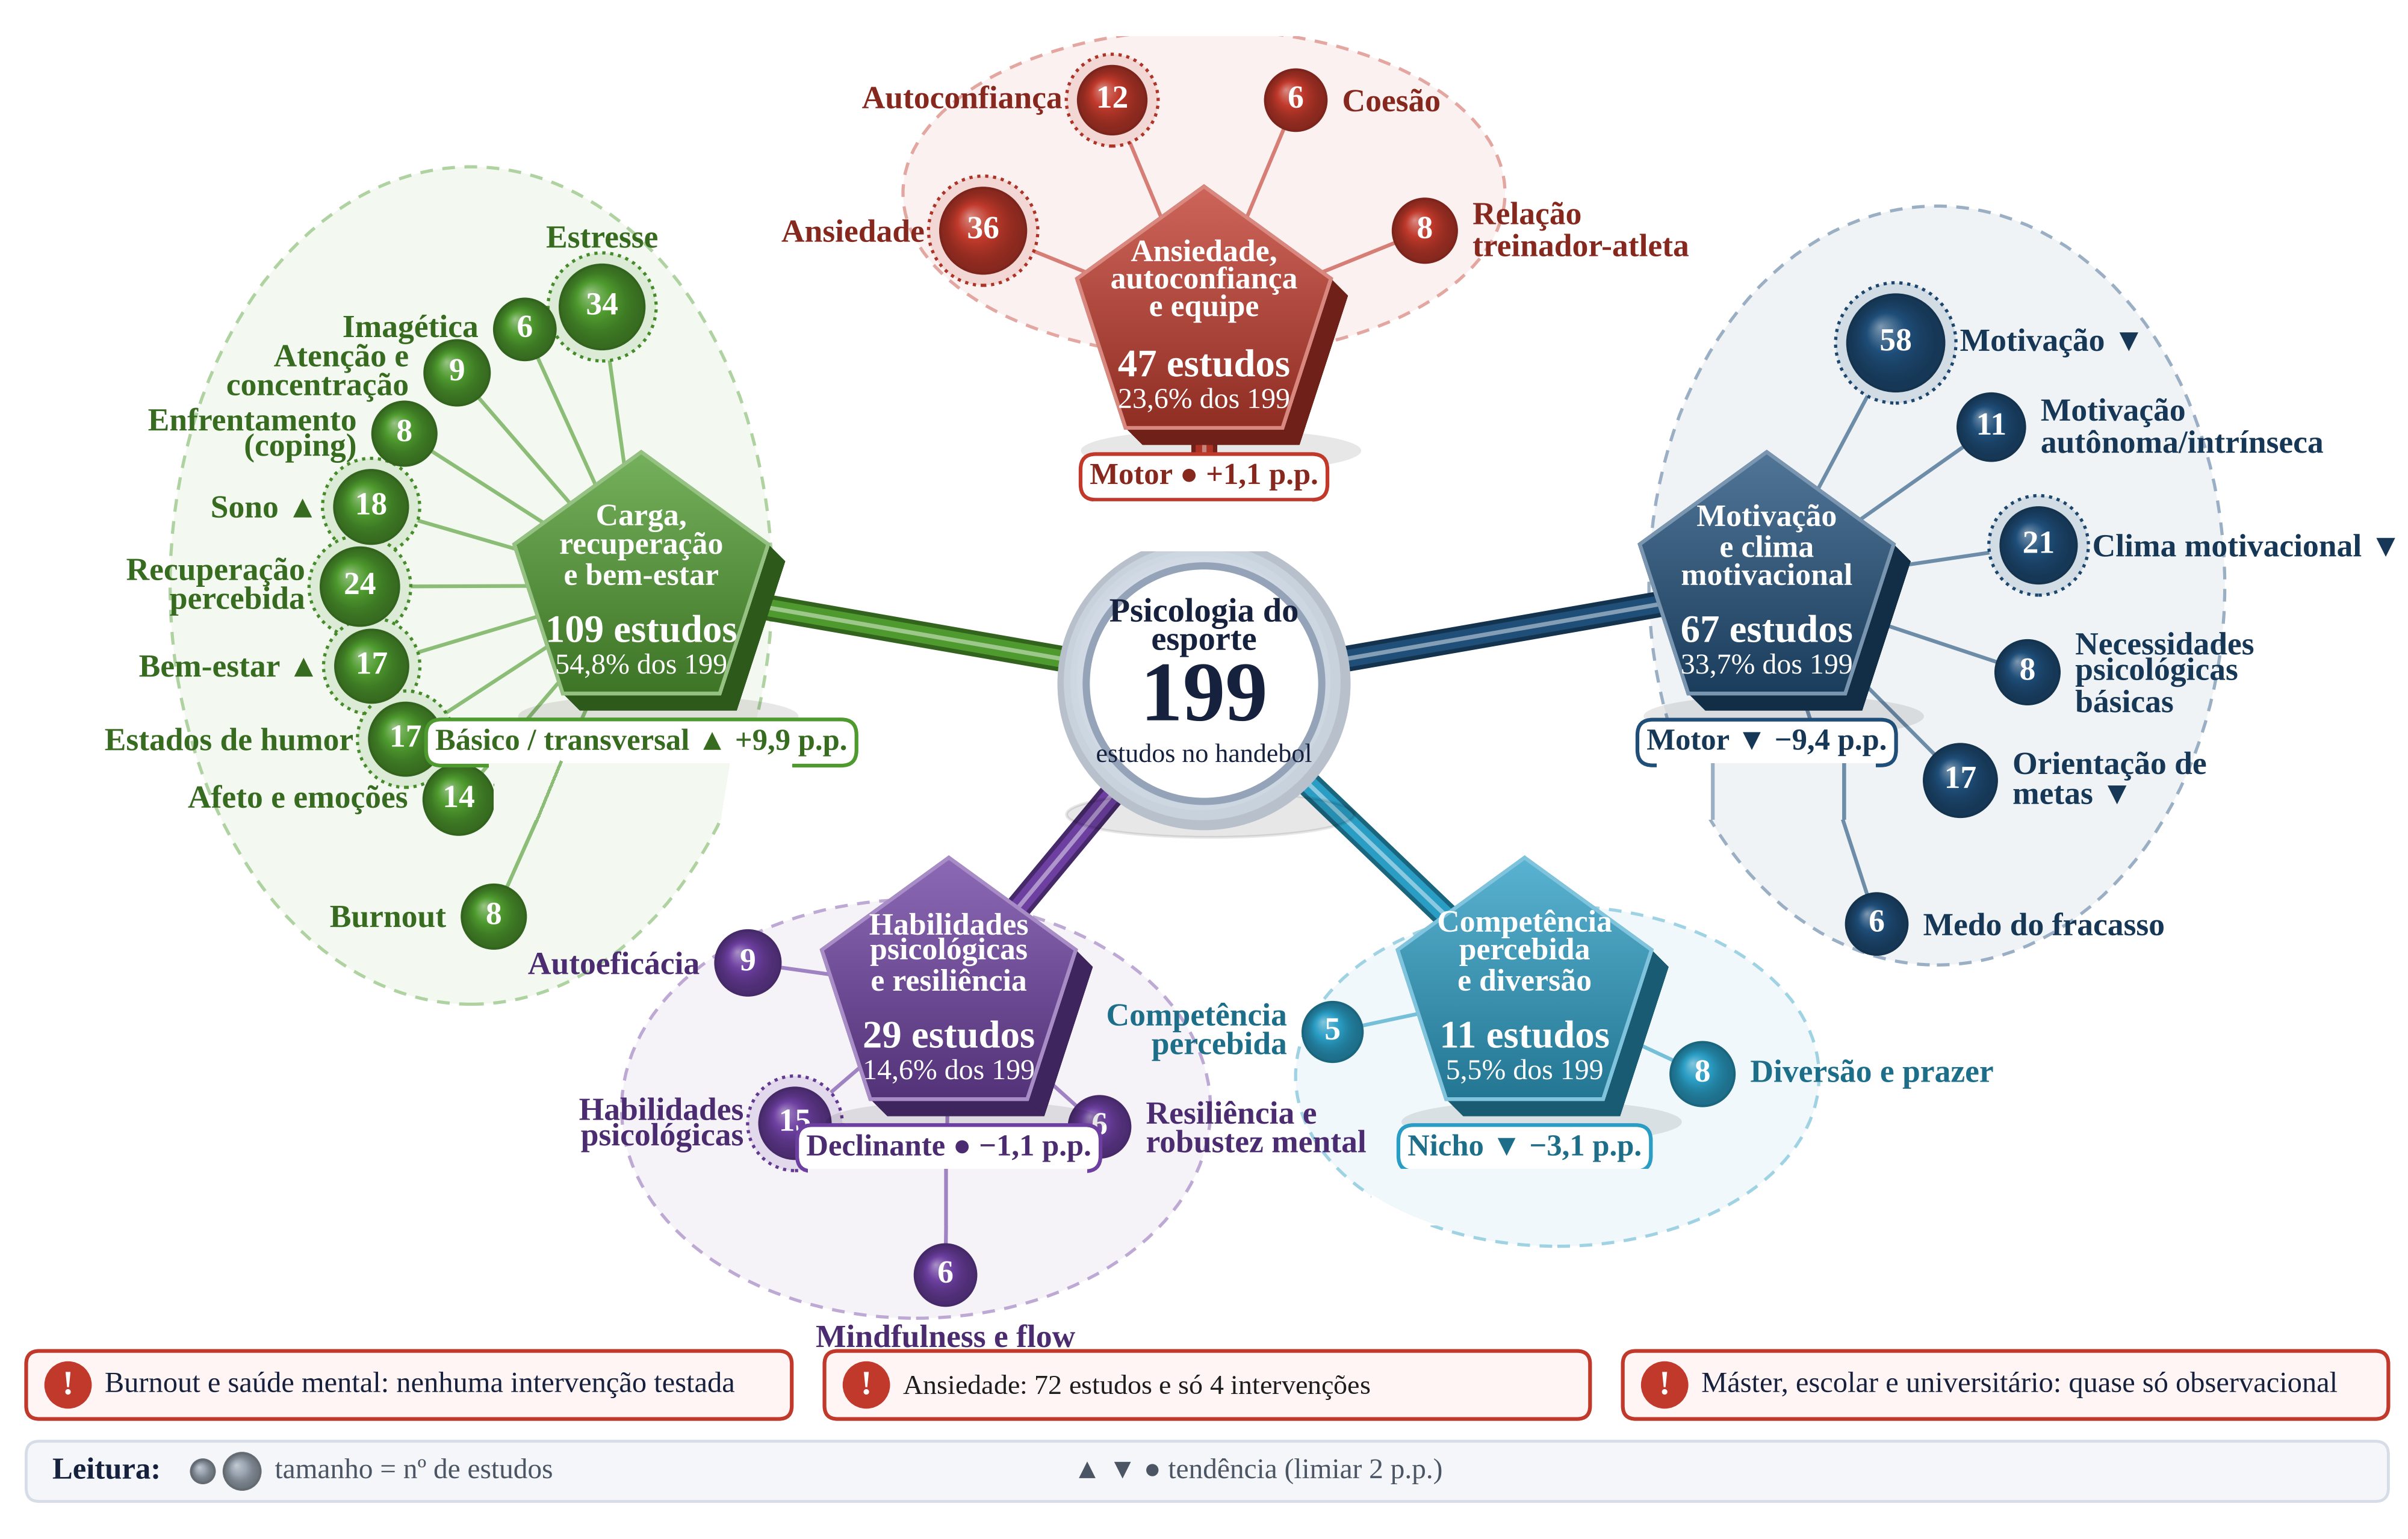 Autoconfiança
12
6
Coesão
Ansiedade
36
8
Relação
treinador-atleta
Ansiedade,
autoconfiança
e equipe
47 estudos
23,6% dos 199
Motor ● +1,1 p.p.
Estresse
34
Imagética
6
Atenção e
concentração
9
Enfrentamento
(coping)
8
Sono ▲
18
Recuperação
percebida
24
Bem-estar ▲
17
Estados de humor
17
Afeto e emoções
14
Burnout
8
Carga,
recuperação
e bem-estar
109 estudos
54,8% dos 199
Básico / transversal ▲ +9,9 p.p.
Psicologia do
esporte
199
estudos no handebol
58
Motivação ▼
11
Motivação
autônoma/intrínseca
21
Clima motivacional ▼
8
Necessidades
psicológicas
básicas
17
Orientação de
metas ▼
6
Medo do fracasso
Motivação
e clima
motivacional
67 estudos
33,7% dos 199
Motor ▼ −9,4 p.p.
Autoeficácia
9
Habilidades
psicológicas
e resiliência
29 estudos
14,6% dos 199
Habilidades
psicológicas
15
Declinante ● −1,1 p.p.
6
Resiliência e
robustez mental
6
Mindfulness e flow
Competência
percebida
e diversão
11 estudos
5,5% dos 199
Competência
percebida
5
8
Diversão e prazer
Nicho ▼ −3,1 p.p.
! Burnout e saúde mental: nenhuma intervenção testada
! Ansiedade: 72 estudos e só 4 intervenções
! Máster, escolar e universitário: quase só observacional
Leitura: tamanho = nº de estudos ▲ ▼ ● tendência (limiar 2 p.p.)